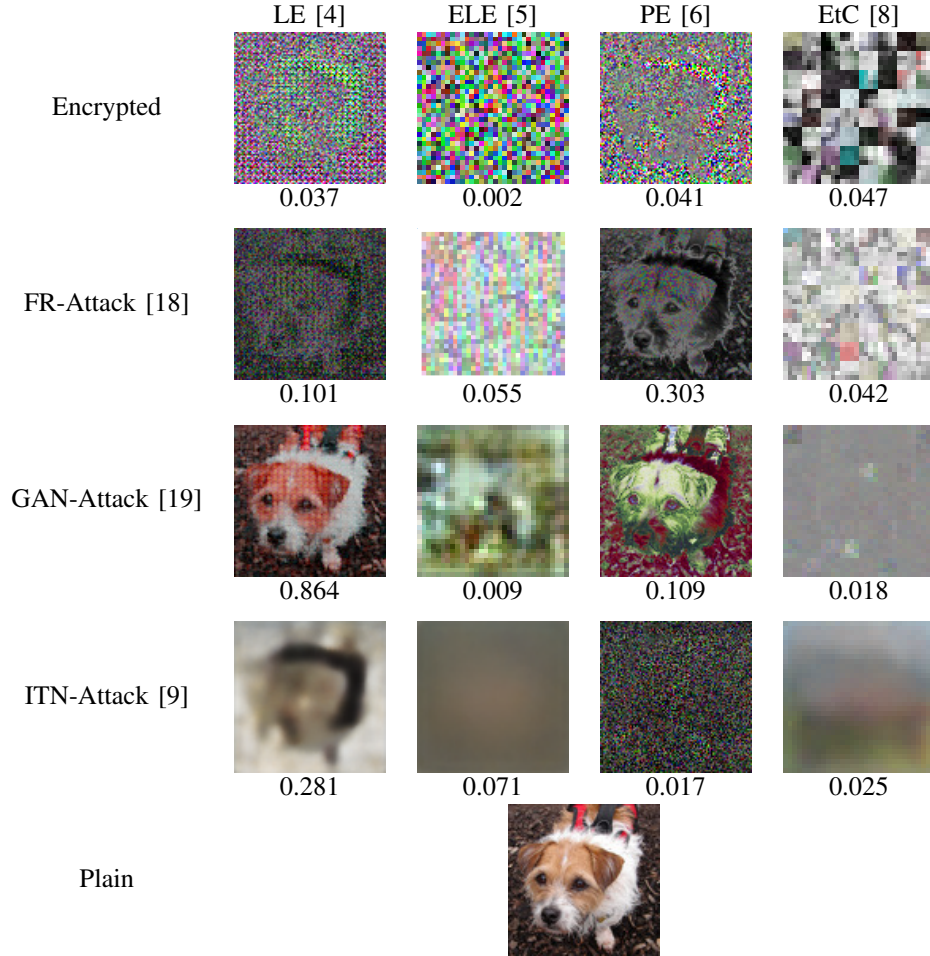 LE [4] ELE [5] PE [6] EtC [8]
Encrypted
0.037 0.002 0.041 0.047
FR-Attack [18]
0.101 0.055 0.303 0.042
GAN-Attack [19]
0.864 0.009 0.109 0.018
ITN-Attack [9]
0.281 0.071 0.017 0.025
Plain